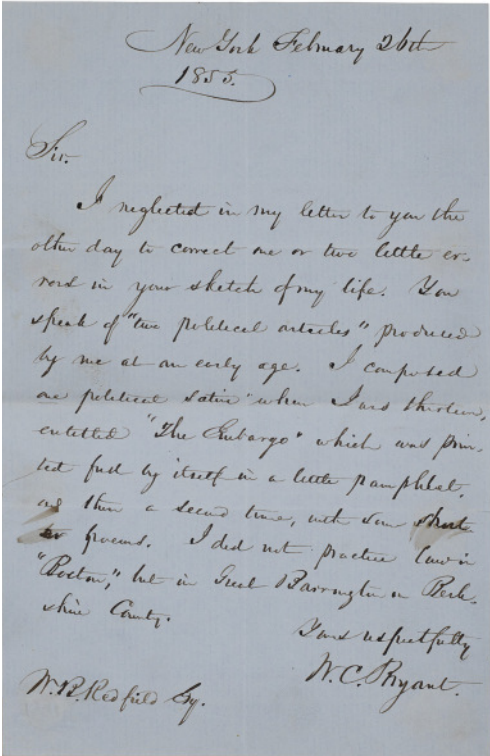 New York February 26th
1855.
Sir.
I neglected in my letter to you the
other day to correct one or two little er-
rors in your sketch of my life. You
speak of "two political articles" produced
by me at an early age. I composed
one political satire when I was thirteen,
entitled "The Embargo" which was prin-
ted first by itself in a little pamphlet,
and then a second time, with some short
poems. I did not practice law in
"Boston," but in Great Barrington in Berk-
shire County.
Yours respectfully
W. C. Bryant.
W. B. Redfield Esq.